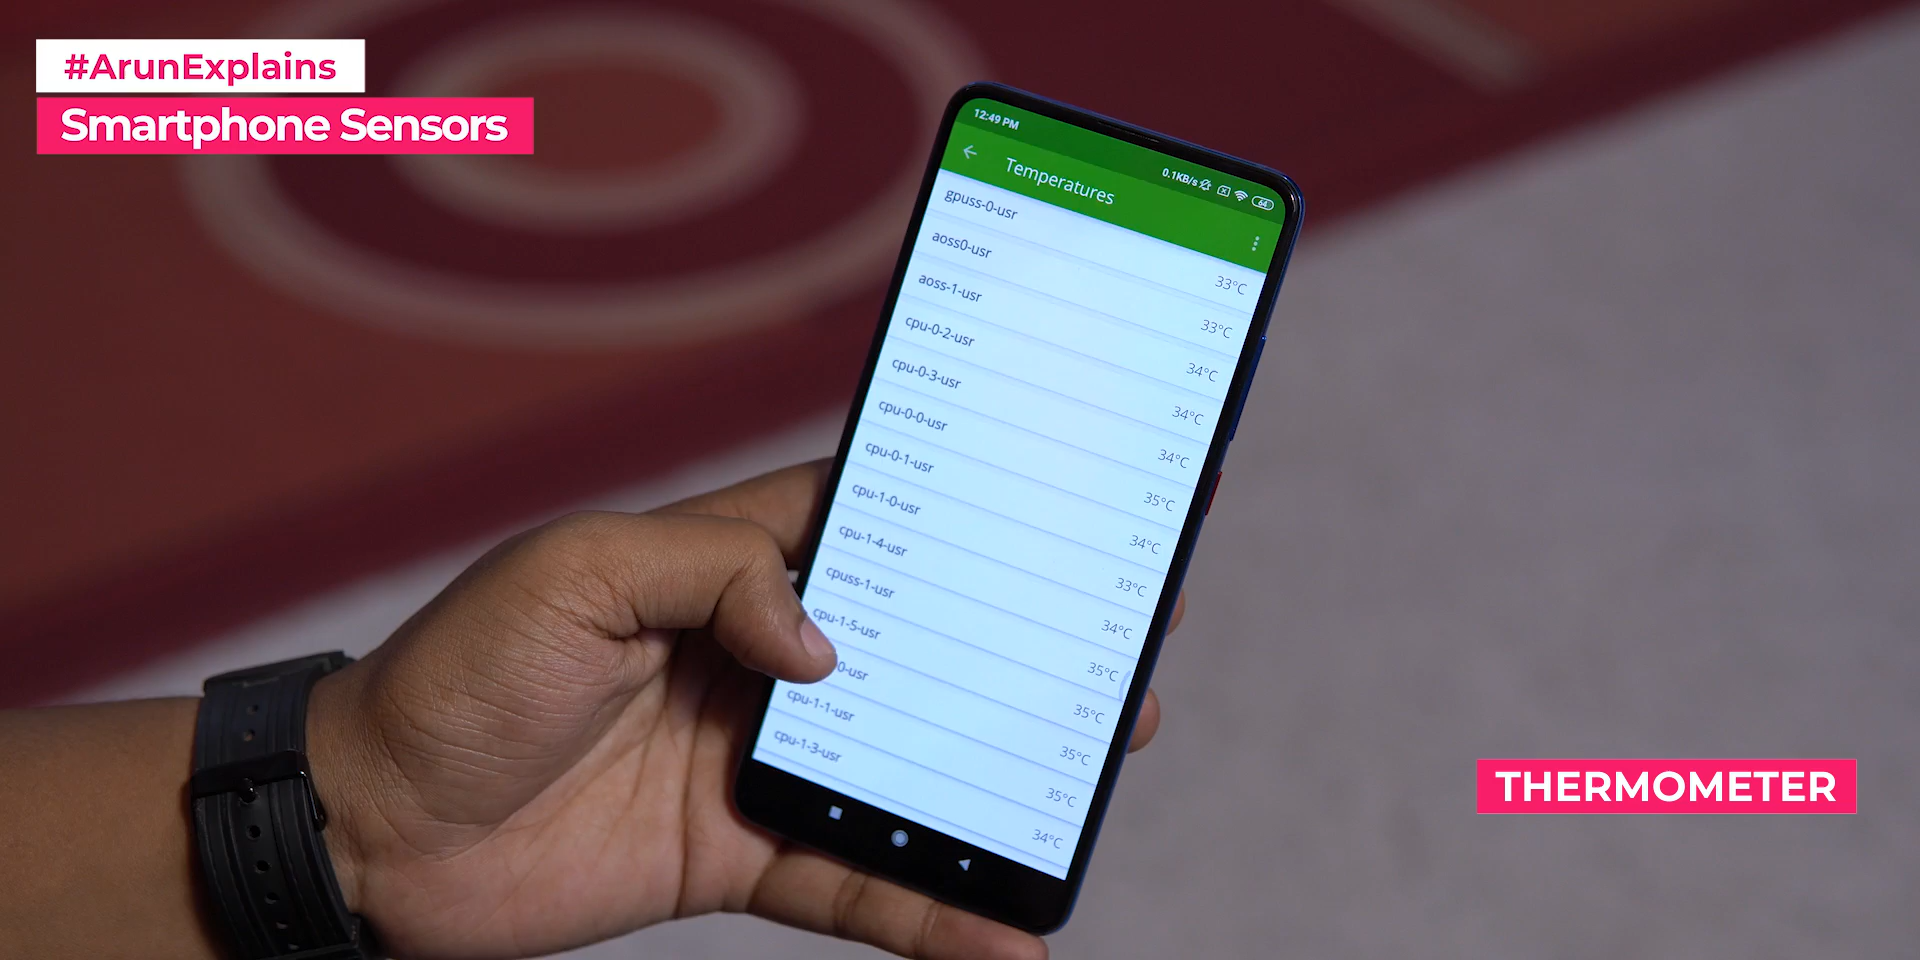 #ArunExplains
Smartphone Sensors
12:49 PM
0.1KB/s
64
Temperatures
gpuss-0-usr 33°C
aoss0-usr 33°C
aoss-1-usr 34°C
cpu-0-2-usr 34°C
cpu-0-3-usr 34°C
cpu-0-0-usr 35°C
cpu-0-1-usr 34°C
cpu-1-0-usr 33°C
cpu-1-4-usr 34°C
cpuss-1-usr 35°C
cpu-1-5-usr 35°C
0-usr 35°C
cpu-1-1-usr 35°C
cpu-1-3-usr 34°C
THERMOMETER